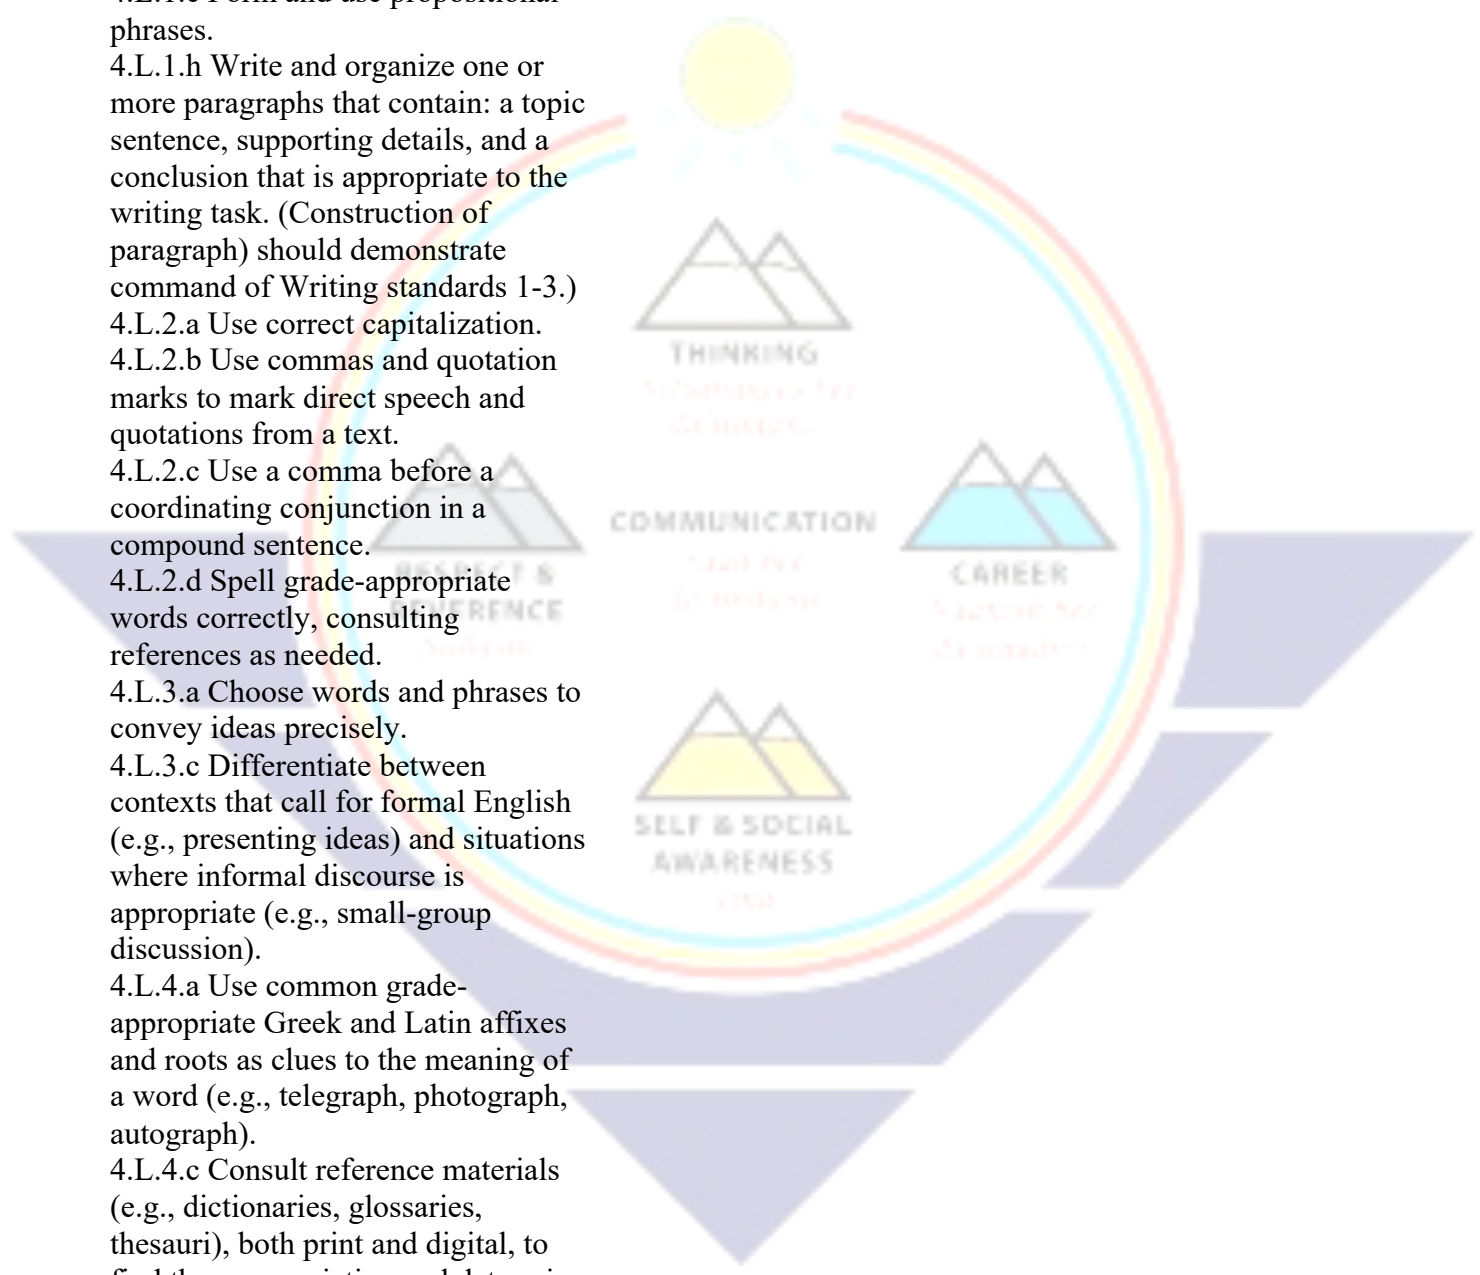 phrases.
4.L.1.h Write and organize one or
more paragraphs that contain: a topic
sentence, supporting details, and a
conclusion that is appropriate to the
writing task. (Construction of
paragraph) should demonstrate
command of Writing standards 1-3.)
4.L.2.a Use correct capitalization.
4.L.2.b Use commas and quotation
marks to mark direct speech and
quotations from a text.
4.L.2.c Use a comma before a
coordinating conjunction in a
compound sentence.
4.L.2.d Spell grade-appropriate
words correctly, consulting
references as needed.
4.L.3.a Choose words and phrases to
convey ideas precisely.
4.L.3.c Differentiate between
contexts that call for formal English
(e.g., presenting ideas) and situations
where informal discourse is
appropriate (e.g., small-group
discussion).
4.L.4.a Use common grade-
appropriate Greek and Latin affixes
and roots as clues to the meaning of
a word (e.g., telegraph, photograph,
autograph).
4.L.4.c Consult reference materials
(e.g., dictionaries, glossaries,
thesauri), both print and digital, to
THINKING
COMMUNICATION
RESPECT &
REVERENCE
CAREER
SELF & SOCIAL
AWARENESS